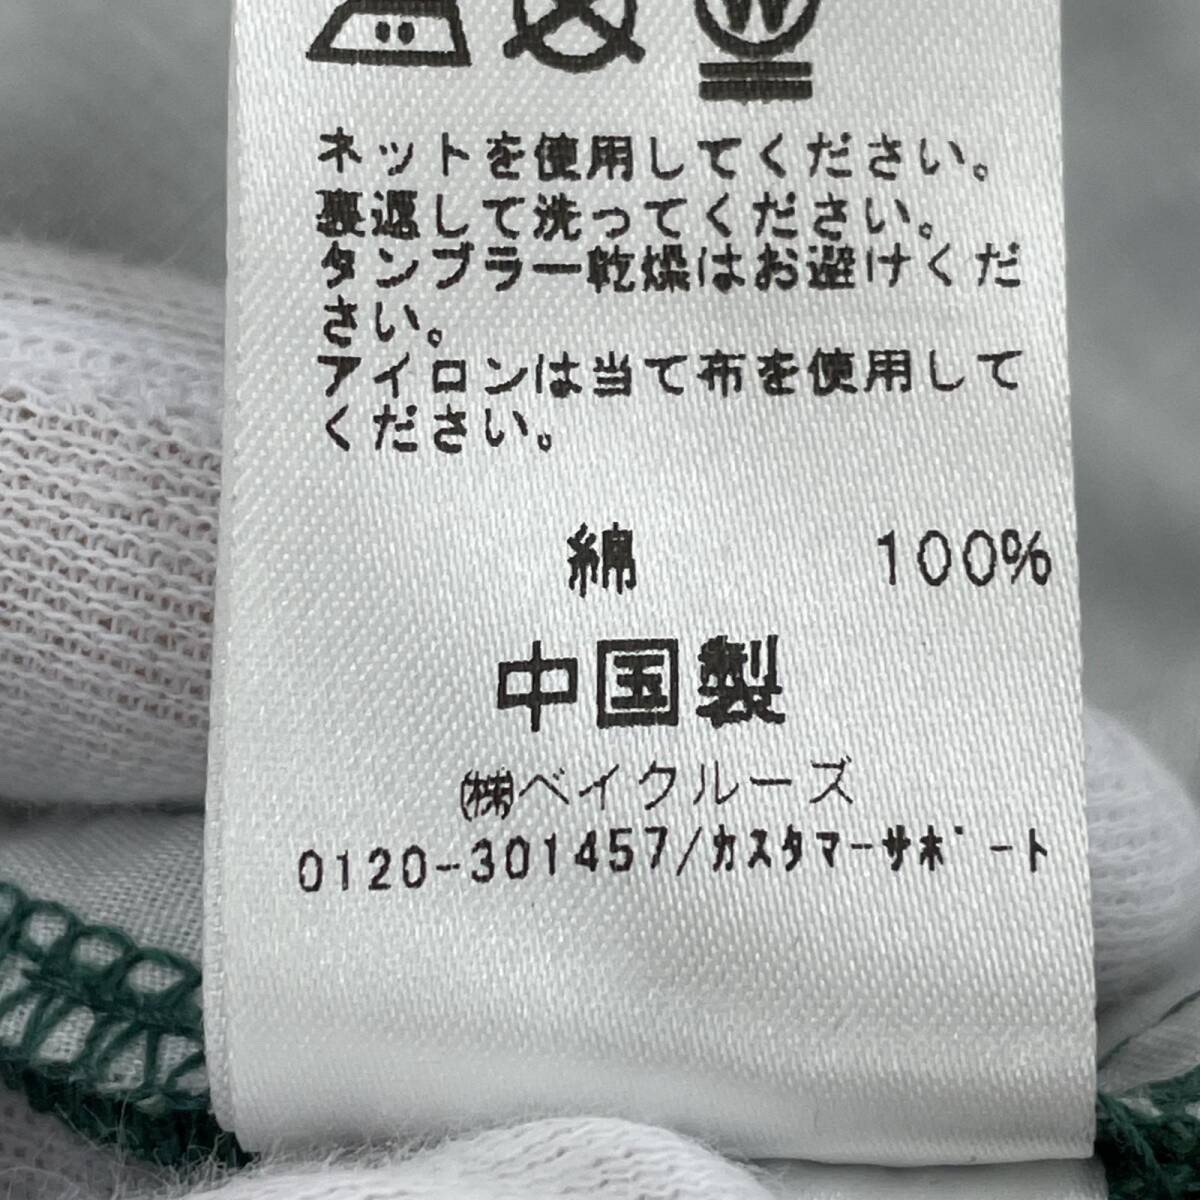 W
ネットを使用してください。
裏返して洗ってください。
タンブラー乾燥はお避けくだ
さい。
アイロンは当て布を使用して
ください。
綿 100%
中国製
㈱ベイクルーズ
0120-301457/カスタマーサポート